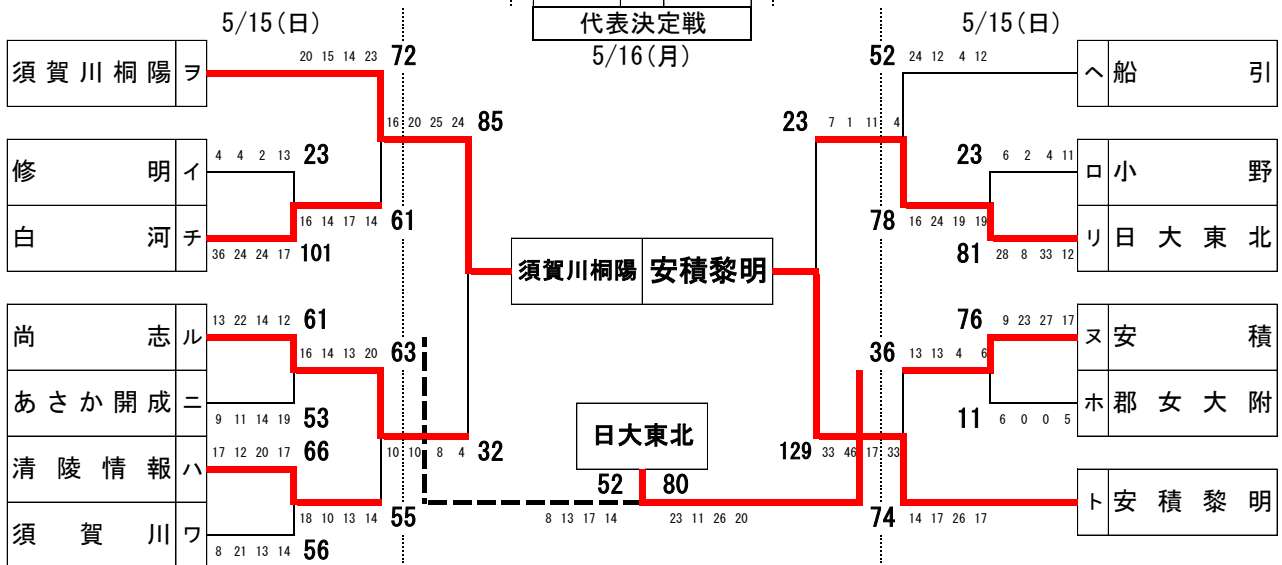 5/15(日)
代表決定戦
5/16(月)
5/15(日)
須賀川桐陽 ヲ
20 15 14 23 72
52 24 12 4 12
ヘ 船引
16 20 25 24 85
23 7 1 11 4
修明 イ
4 4 2 13 23
23 6 2 4 11
ロ 小野
16 14 17 14 61
78 16 24 19 19
白河 チ
36 24 24 17 101
81 28 8 33 12
リ 日大東北
須賀川桐陽 安積黎明
尚志 ル
13 22 14 12 61
76 9 23 27 17
ヌ 安積
16 14 13 20 63
36 13 13 4 6
あさか開成 ニ
9 11 14 19 53
11 6 0 0 5
ホ 郡女大附
日大東北
清陵情報 ハ
17 12 20 17 66
10 10 8 4 32
129 33 46 17 33
52 80
18 10 13 14 55
8 13 17 14
23 11 26 20
74 14 17 26 17
ト 安積黎明
須賀川 ワ
8 21 13 14 56